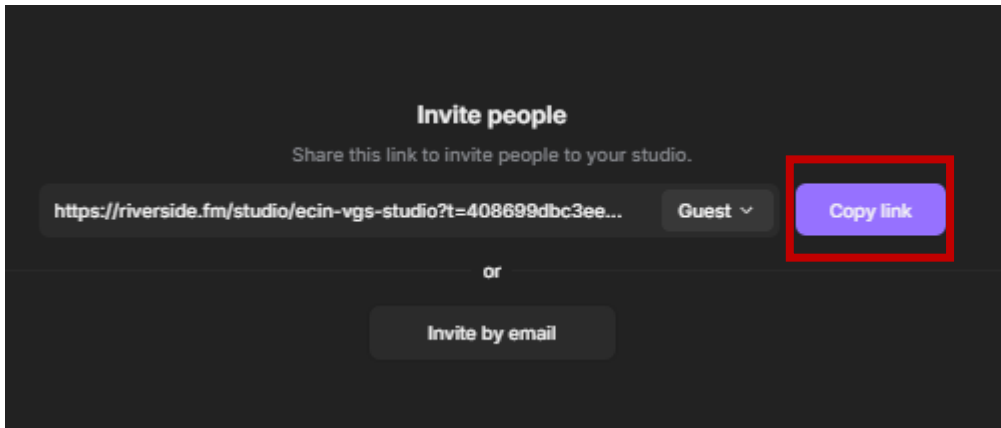 Invite people
Share this link to invite people to your studio.
https://riverside.fm/studio/ecin-vgs-studio?t=408699dbc3ee... Guest Copy link
or
Invite by email